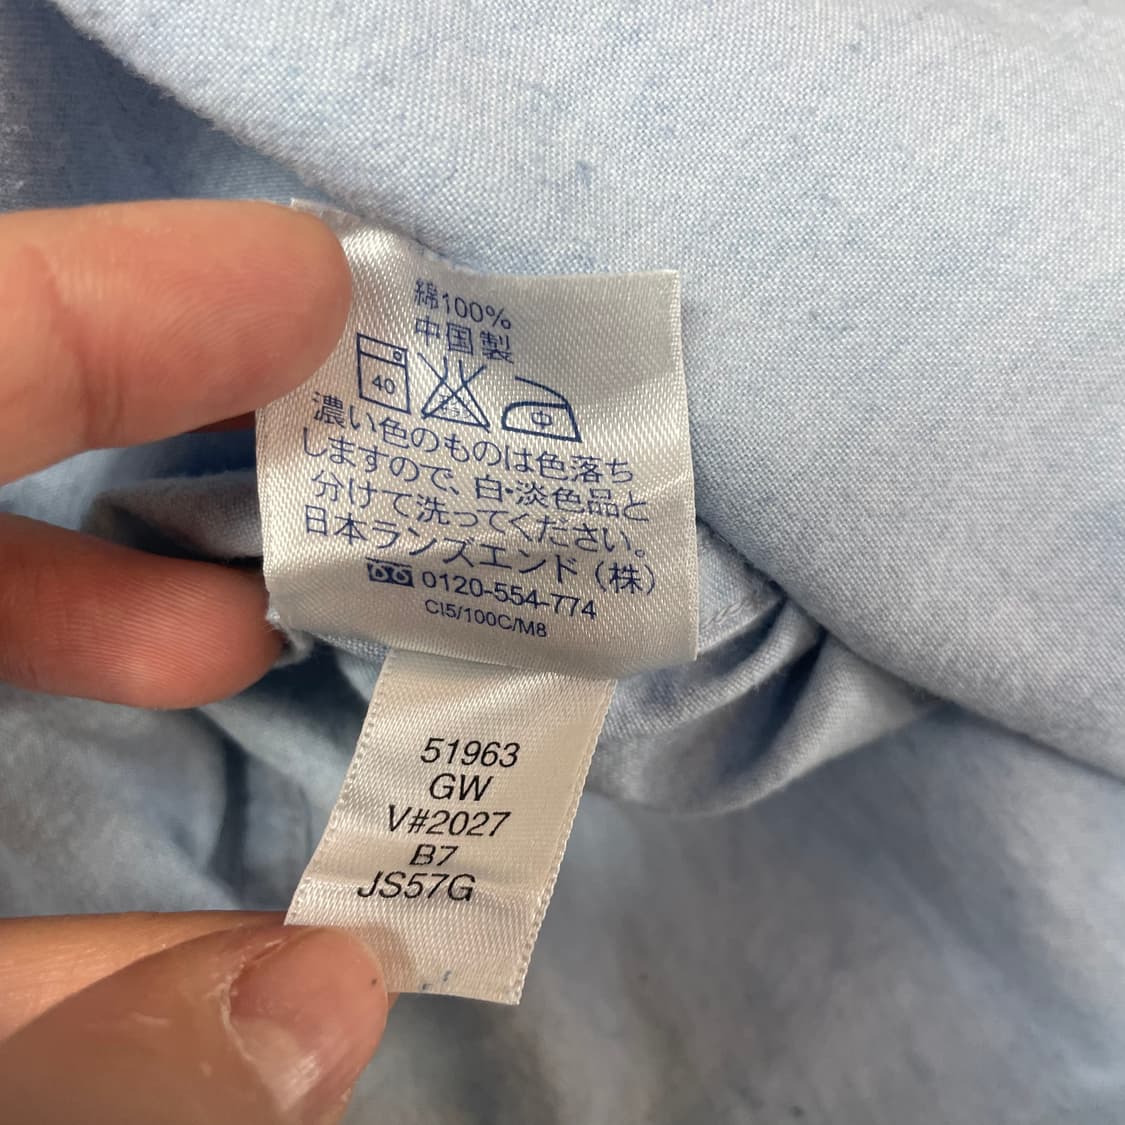 綿100%
中国製
40 中
濃い色のものは色落ち
しますので、白・淡色品と
分けて洗ってください。
日本ランズエンド（株）
0120-554-774
CI5/100C/M8
51963
GW
V#2027
B7
JS57G